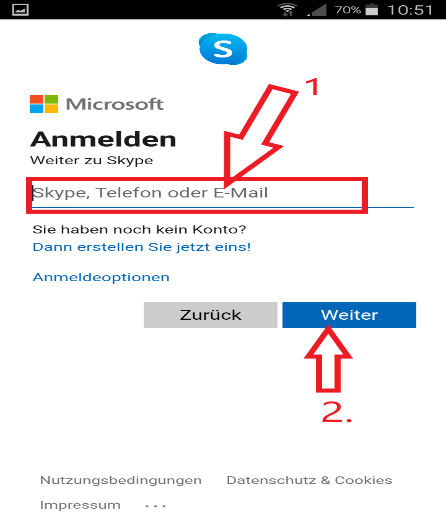 70% 10:51
S
1
Microsoft
Anmelden
Weiter zu Skype
Skype, Telefon oder E-Mail
Sie haben noch kein Konto?
Dann erstellen Sie jetzt eins!
Anmeldeoptionen
Zurück Weiter
2.
Nutzungsbedingungen Datenschutz & Cookies
Impressum ...